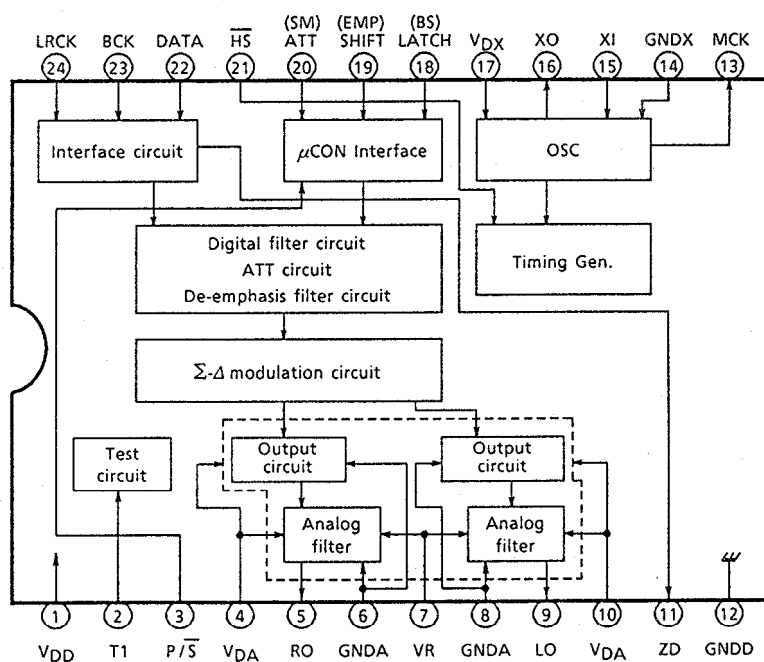 (SM) (EMP) (BS)
LRCK BCK DATA H̅S̅ ATT SHIFT LATCH VDX XO XI GNDX MCK
24 23 22 21 20 19 18 17 16 15 14 13
Interface circuit
μCON Interface
OSC
Digital filter circuit
ATT circuit
De-emphasis filter circuit
Timing Gen.
Σ-Δ modulation circuit
Test
circuit
Output
circuit
Output
circuit
Analog
filter
Analog
filter
1 2 3 4 5 6 7 8 9 10 11 12
VDD T1 P/S̅ VDA RO GNDA VR GNDA LO VDA ZD GNDD